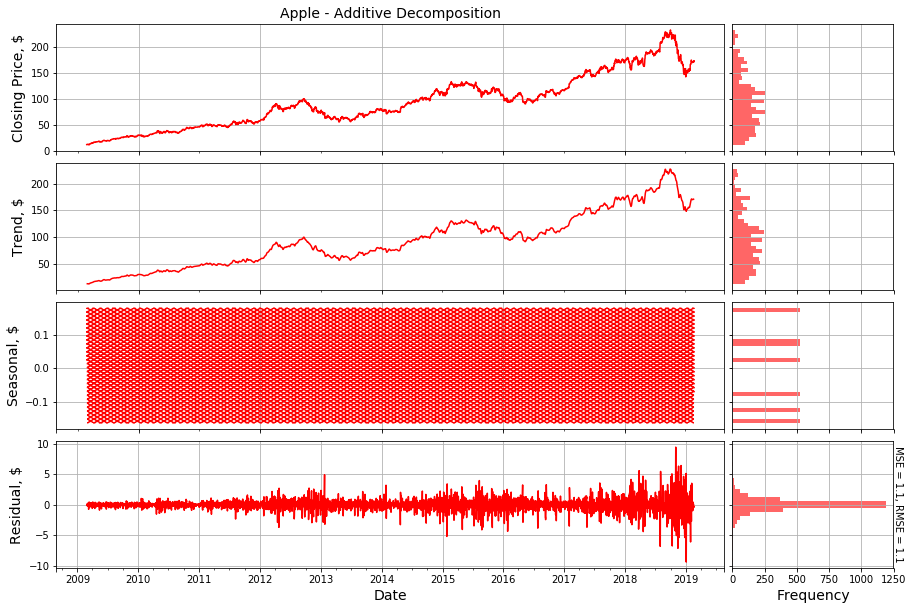 Apple - Additive Decomposition
Closing Price, $
200
150
100
50
0
Trend, $
200
150
100
50
Seasonal, $
0.1
0.0
−0.1
Residual, $
10
5
0
−5
−10
2009 2010 2011 2012 2013 2014 2015 2016 2017 2018 2019
Date
0 250 500 750 1000 1250
Frequency
MSE = 1.1, RMSE = 1.1